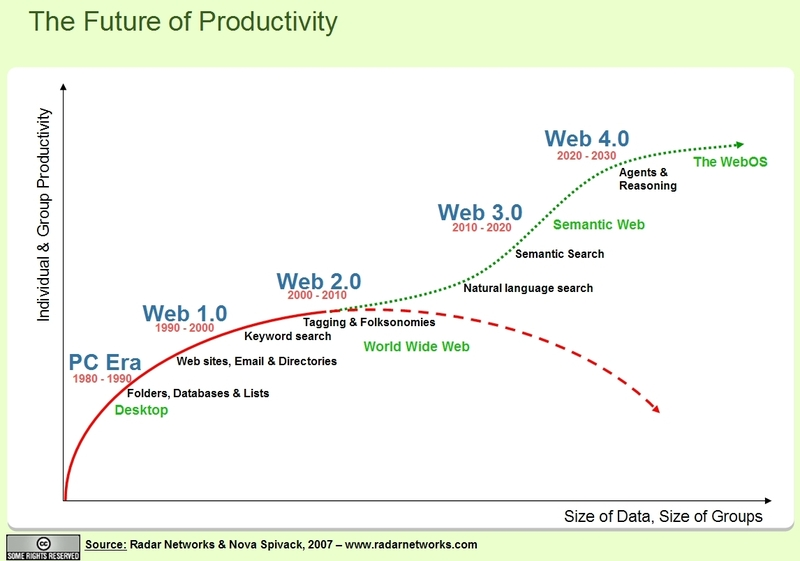 The Future of Productivity
Individual & Group Productivity
Web 4.0
2020 - 2030
The WebOS
Agents &
Reasoning
Web 3.0
2010 - 2020
Semantic Web
Semantic Search
Natural language search
Web 2.0
2000 - 2010
Tagging & Folksonomies
World Wide Web
Web 1.0
1990 - 2000
Keyword search
Web sites, Email & Directories
PC Era
1980 - 1990
Folders, Databases & Lists
Desktop
Size of Data, Size of Groups
cc
SOME RIGHTS RESERVED
Source: Radar Networks & Nova Spivack, 2007 – www.radarnetworks.com